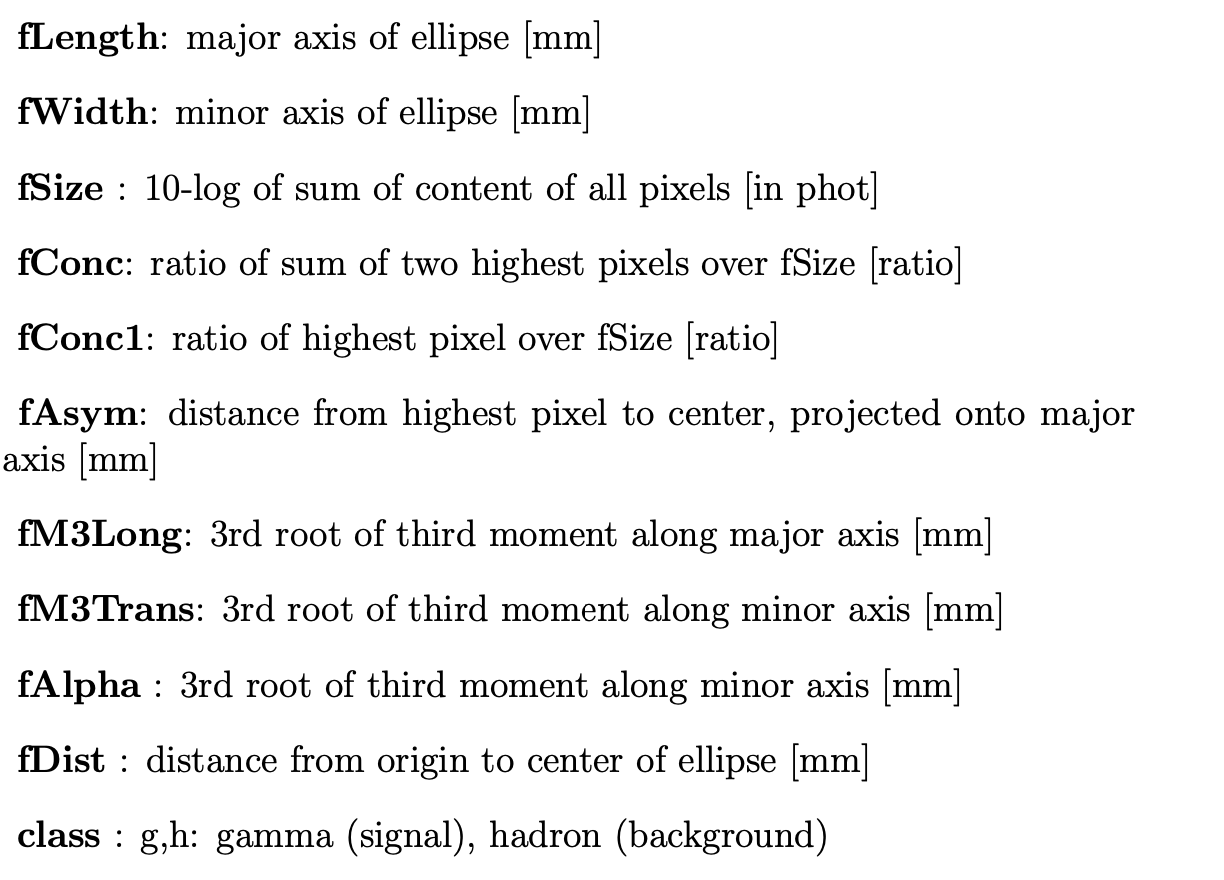 fLength: major axis of ellipse [mm]
fWidth: minor axis of ellipse [mm]
fSize : 10-log of sum of content of all pixels [in phot]
fConc: ratio of sum of two highest pixels over fSize [ratio]
fConc1: ratio of highest pixel over fSize [ratio]
fAsym: distance from highest pixel to center, projected onto major
axis [mm]
fM3Long: 3rd root of third moment along major axis [mm]
fM3Trans: 3rd root of third moment along minor axis [mm]
fAlpha : 3rd root of third moment along minor axis [mm]
fDist : distance from origin to center of ellipse [mm]
class : g,h: gamma (signal), hadron (background)